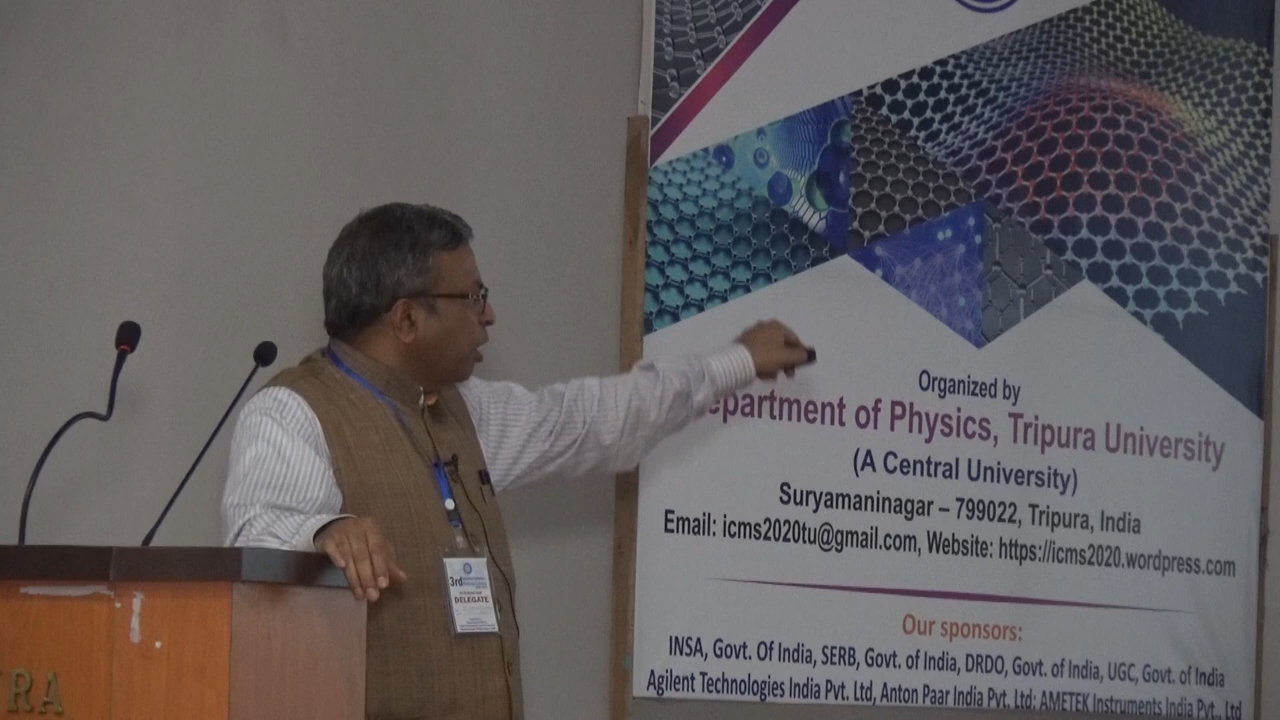 Organized by
epartment of Physics, Tripura University
(A Central University)
Suryamaninagar – 799022, Tripura, India
Email: icms2020tu@gmail.com, Website: https://icms2020.wordpress.com
Our sponsors:
INSA, Govt. Of India, SERB, Govt. of India, DRDO, Govt. of India, UGC, Govt. of India
Agilent Technologies India Pvt. Ltd, Anton Paar India Pvt. Ltd; AMETEK Instruments India Pvt., Ltd
3rd
DELEGATE
RA